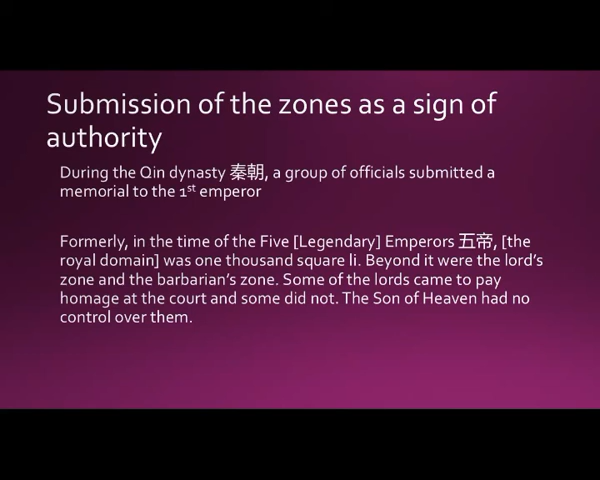 Submission of the zones as a sign of
authority
During the Qin dynasty 秦朝, a group of officials submitted a
memorial to the 1st emperor
Formerly, in the time of the Five [Legendary] Emperors 五帝, [the
royal domain] was one thousand square li. Beyond it were the lord's
zone and the barbarian's zone. Some of the lords came to pay
homage at the court and some did not. The Son of Heaven had no
control over them.